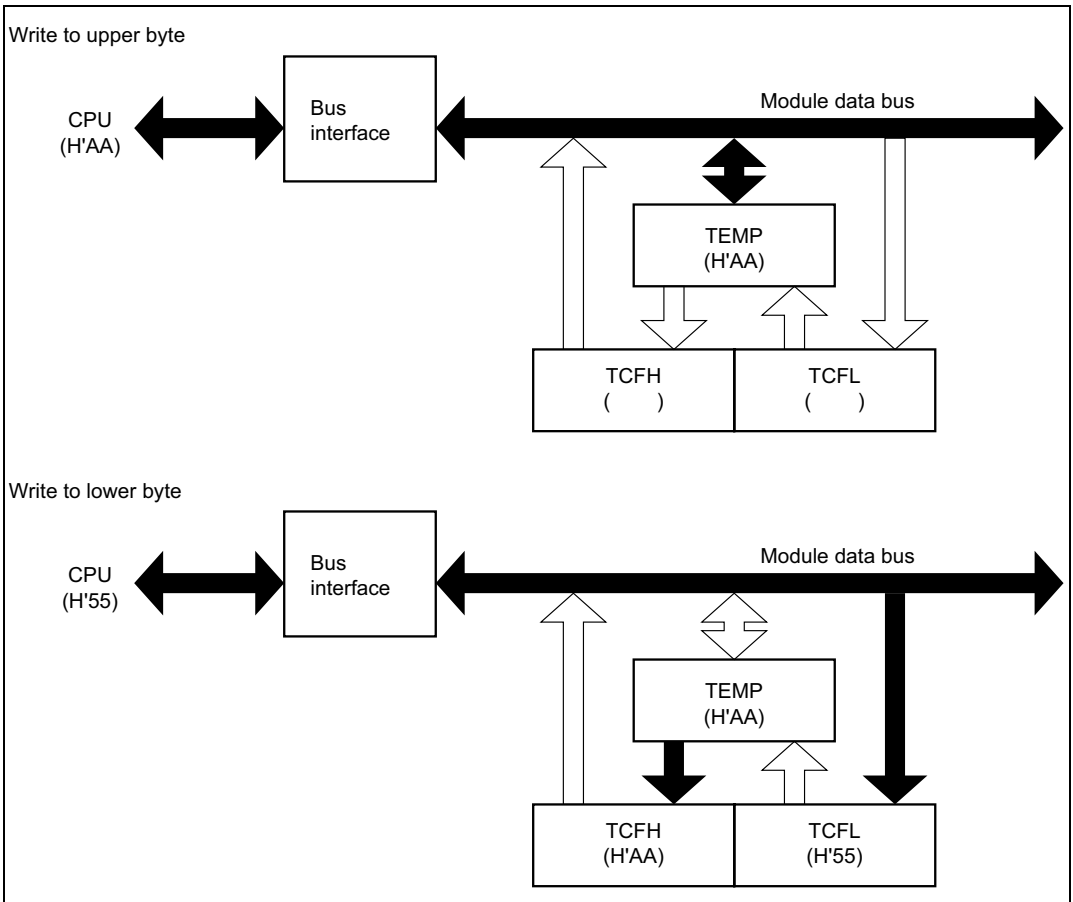 Write to upper byte
CPU
(H'AA)
Bus
interface
Module data bus
TEMP
(H'AA)
TCFH
( )
TCFL
( )
Write to lower byte
CPU
(H'55)
Bus
interface
Module data bus
TEMP
(H'AA)
TCFH
(H'AA)
TCFL
(H'55)